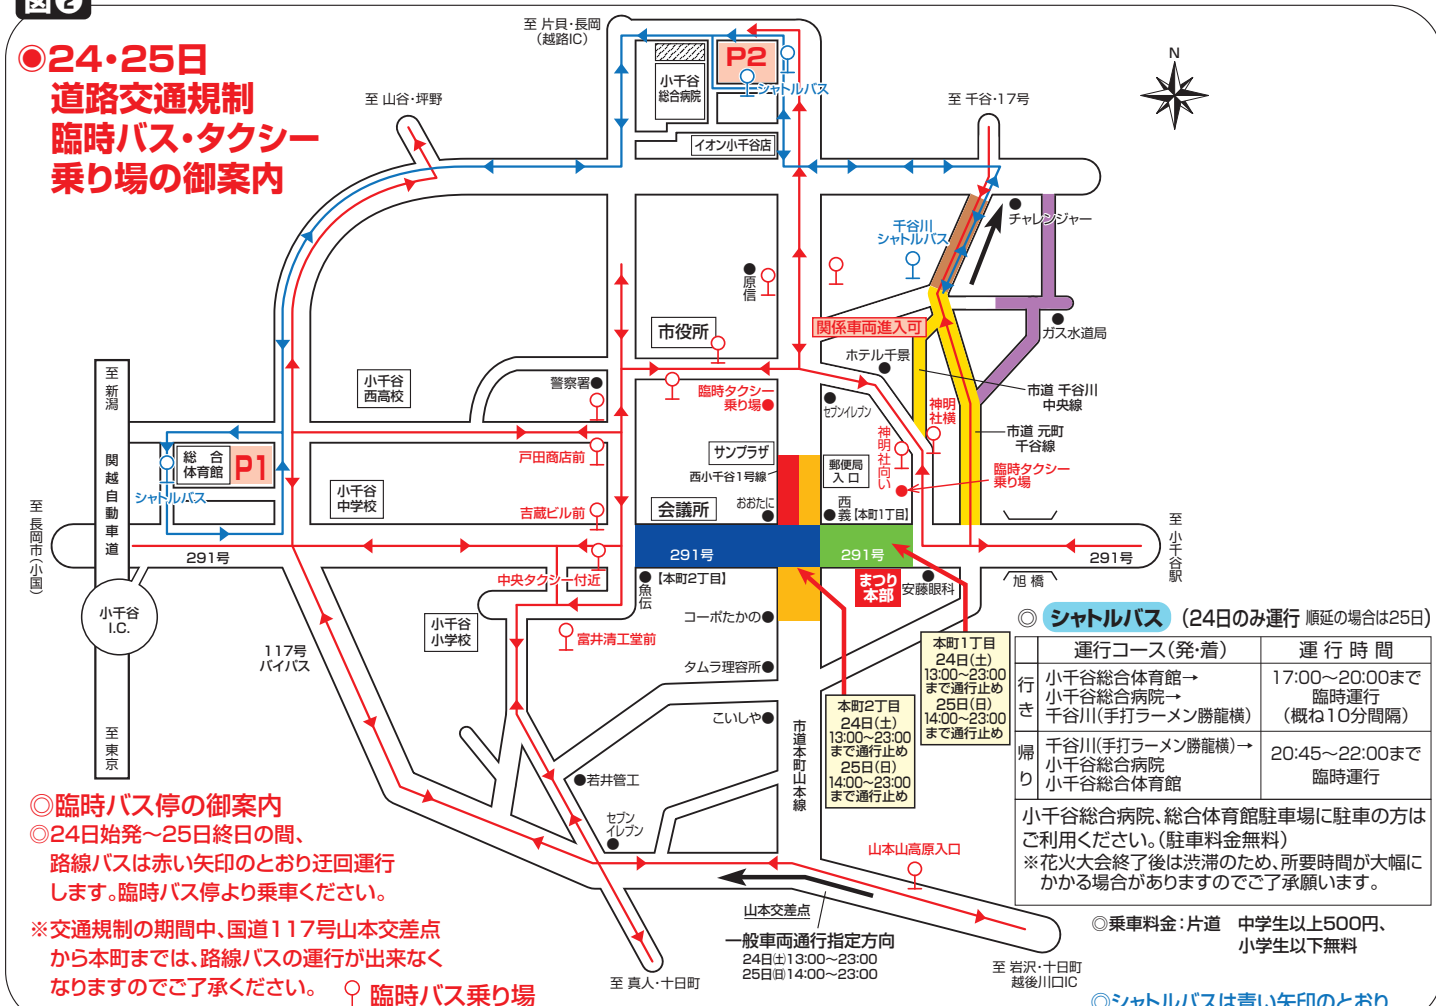 図❷
◉24・25日
道路交通規制
臨時バス・タクシー
乗り場の御案内
至 片貝・長岡
(越路IC)
至 山谷・坪野
至 千谷・17号
N
小千谷
総合病院
P2
シャトルバス
イオン小千谷店
チャレンジャー
千谷川
シャトルバス
原信
市役所
関係車両進入可
ガス水道局
ホテル千景
市道 千谷川
中央線
警察署
小千谷
西高校
臨時タクシー
乗り場
セブンイレブン
神明
社横
市道 元町
千谷線
至 新潟
関越自動車道
至 東京
総合
体育館
P1
シャトルバス
戸田商店前
サンプラザ
西小千谷1号線
郵便局
入口
神明社向い
臨時タクシー
乗り場
小千谷
中学校
吉蔵ビル前
会議所
おおたに
西義
【本町1丁目】
至 長岡市(小国)
291号
291号
291号
291号
至 小千谷駅
旭橋
中央タクシー付近
魚伝
【本町2丁目】
まつり
本部
安藤眼科
小千谷
I.C.
小千谷
小学校
コーポたかの
富井清工堂前
117号
バイパス
タムラ理容所
こいしや
市道本町山本線
本町1丁目
24日(土)
13:00~23:00
まで通行止め
25日(日)
14:00~23:00
まで通行止め
本町2丁目
24日(土)
13:00~23:00
まで通行止め
25日(日)
14:00~23:00
まで通行止め
若井管工
セブン
イレブン
山本山高原入口
山本交差点
一般車両通行指定方向
24日(土)13:00~23:00
25日(日)14:00~23:00
至 真人・十日町
至 岩沢・十日町
越後川口IC
◎シャトルバス (24日のみ運行 順延の場合は25日)
運行コース(発・着) 運行時間
行き 小千谷総合体育館→ 17:00~20:00まで
小千谷総合病院→ 臨時運行
千谷川(手打ラーメン勝龍横) (概ね10分間隔)
帰り 千谷川(手打ラーメン勝龍横)→ 20:45~22:00まで
小千谷総合病院 臨時運行
小千谷総合体育館
小千谷総合病院、総合体育館駐車場に駐車の方は
ご利用ください。(駐車料金無料)
※花火大会終了後は渋滞のため、所要時間が大幅に
かかる場合がありますのでご了承願います。
◎乗車料金:片道 中学生以上500円、
小学生以下無料
◎シャトルバスは青い矢印のとおり
◎臨時バス停の御案内
◎24日始発~25日終日の間、
路線バスは赤い矢印のとおり迂回運行
します。臨時バス停より乗車ください。
※交通規制の期間中、国道117号山本交差点
から本町までは、路線バスの運行が出来なく
なりますのでご了承ください。
臨時バス乗り場